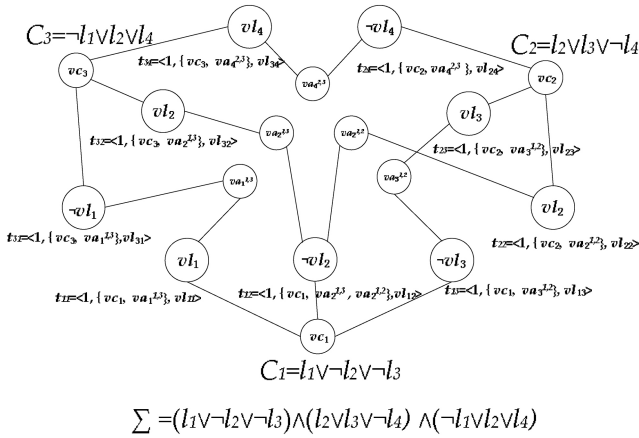 C3=¬l1∨l2∨l4
vl4
¬vl4
C2=l2∨l3∨¬l4
vc3
t34=<1, { vc3, va4^2,3}, vl34>
t24=<1, { vc2, va4^2,3 }, vl24>
vc2
va4^2,3
vl2
vl3
va2^1,3
va2^1,2
t32=<1, { vc3, va2^1,3}, vl32>
t23=<1, { vc2, va3^1,2}, vl23>
va1^1,3
va3^1,2
¬vl1
vl2
t31=<1, { vc3, va1^1,3},vl31>
t22=<1, { vc2, va2^1,2}, vl22>
vl1
¬vl2
¬vl3
t11=<1, { vc1, va1^1,3}, vl11>
t12=<1, { vc1, va2^1,3, va2^1,2}, vl12>
t13=<1, { vc1, va3^1,2}, vl13>
vc1
C1=l1∨¬l2∨¬l3
∑ =(l1∨¬l2∨¬l3)∧(l2∨l3∨¬l4) ∧(¬l1∨l2∨l4)